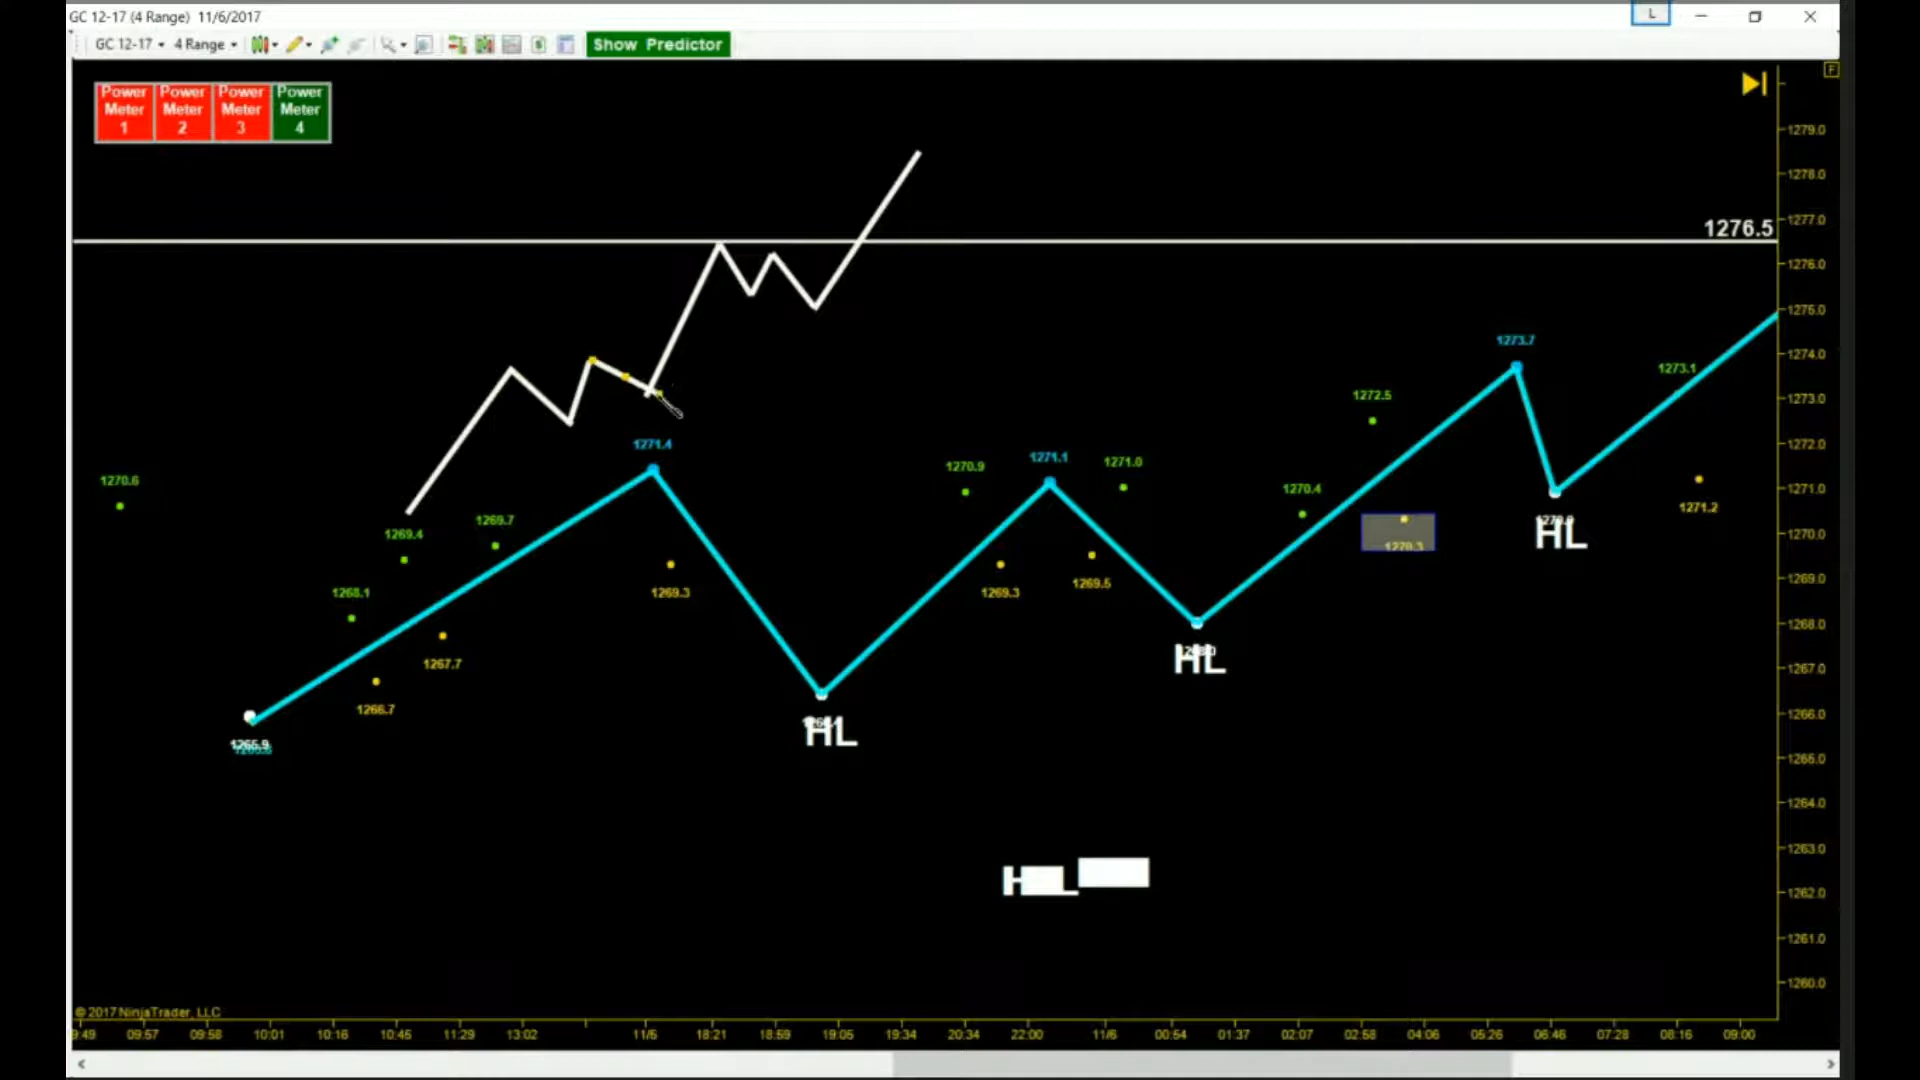 GC 12-17 (4 Range) 11/6/2017
L
GC 12-17 4 Range Show Predictor
Power Meter 1
Power Meter 2
Power Meter 3
Power Meter 4
F
1279.0
1278.0
1277.0
1276.5
1276.0
1275.0
1273.7
1274.0
1273.1
1272.5
1273.0
1271.4
1271.1
1270.9
1271.0
1272.0
1270.6
1270.4
1271.0
1271.2
1269.4
1269.7
HL
1270.3
1270.0
1268.1
1269.3
1269.3
1269.5
1269.0
1268.0
1267.7
HL
1267.0
1266.7
HL
1266.0
1265.9
1265.0
1264.0
1263.0
HL
1262.0
1261.0
1260.0
© 2017 NinjaTrader, LLC
9:49 09:57 09:58 10:01 10:16 10:45 11:29 13:02 11/6 18:21 18:59 19:05 19:34 20:34 22:00 11/6 00:54 01:37 02:07 02:58 04:06 05:26 06:46 07:28 08:16 09:00